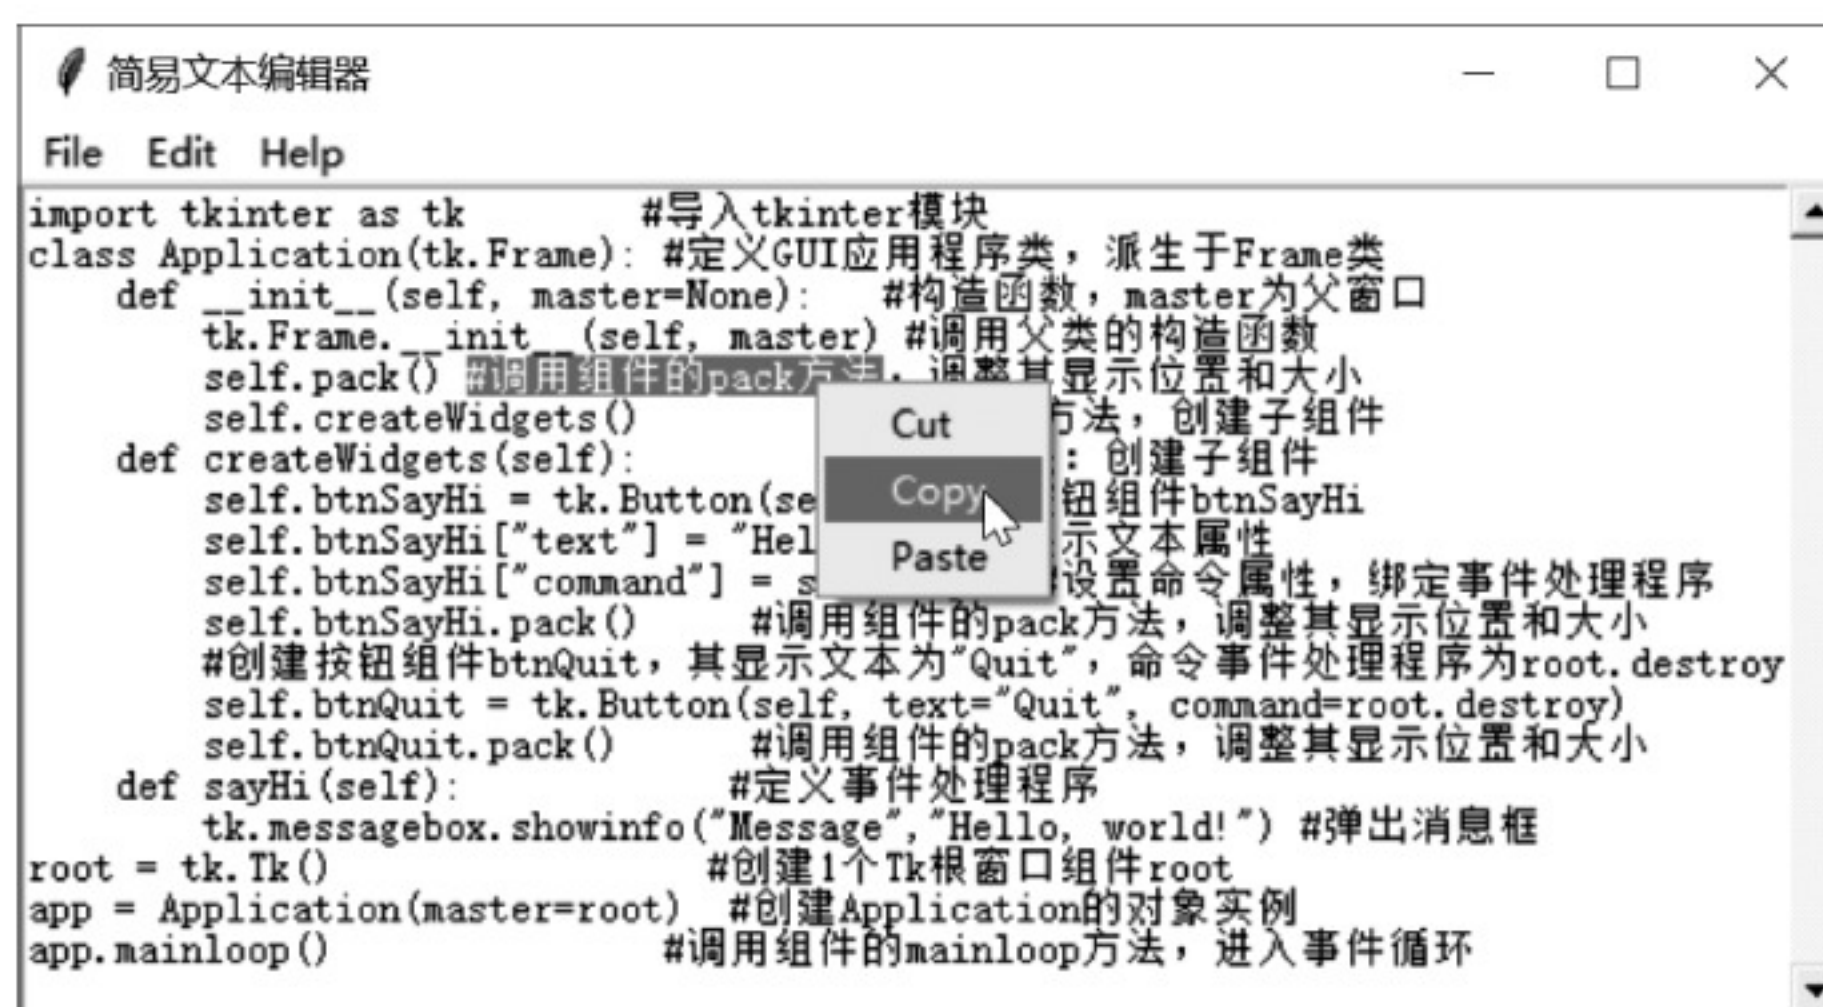 简易文本编辑器
File Edit Help
import tkinter as tk #导入tkinter模块
class Application(tk.Frame): #定义GUI应用程序类，派生于Frame类
def __init__(self, master=None): #构造函数，master为父窗口
tk.Frame.__init__(self, master) #调用父类的构造函数
self.pack() #调用组件的pack方法，调整其显示位置和大小
self.createWidgets() 方法，创建子组件
def createWidgets(self): ：创建子组件
self.btnSayHi = tk.Button(se 钮组件btnSayHi
self.btnSayHi["text"] = "Hel 示文本属性
self.btnSayHi["command"] = s 设置命令属性，绑定事件处理程序
self.btnSayHi.pack() #调用组件的pack方法，调整其显示位置和大小
#创建按钮组件btnQuit，其显示文本为"Quit"，命令事件处理程序为root.destroy
self.btnQuit = tk.Button(self, text="Quit", command=root.destroy)
self.btnQuit.pack() #调用组件的pack方法，调整其显示位置和大小
def sayHi(self): #定义事件处理程序
tk.messagebox.showinfo("Message","Hello, world!") #弹出消息框
root = tk.Tk() #创建1个Tk根窗口组件root
app = Application(master=root) #创建Application的对象实例
app.mainloop() #调用组件的mainloop方法，进入事件循环
Cut
Copy
Paste